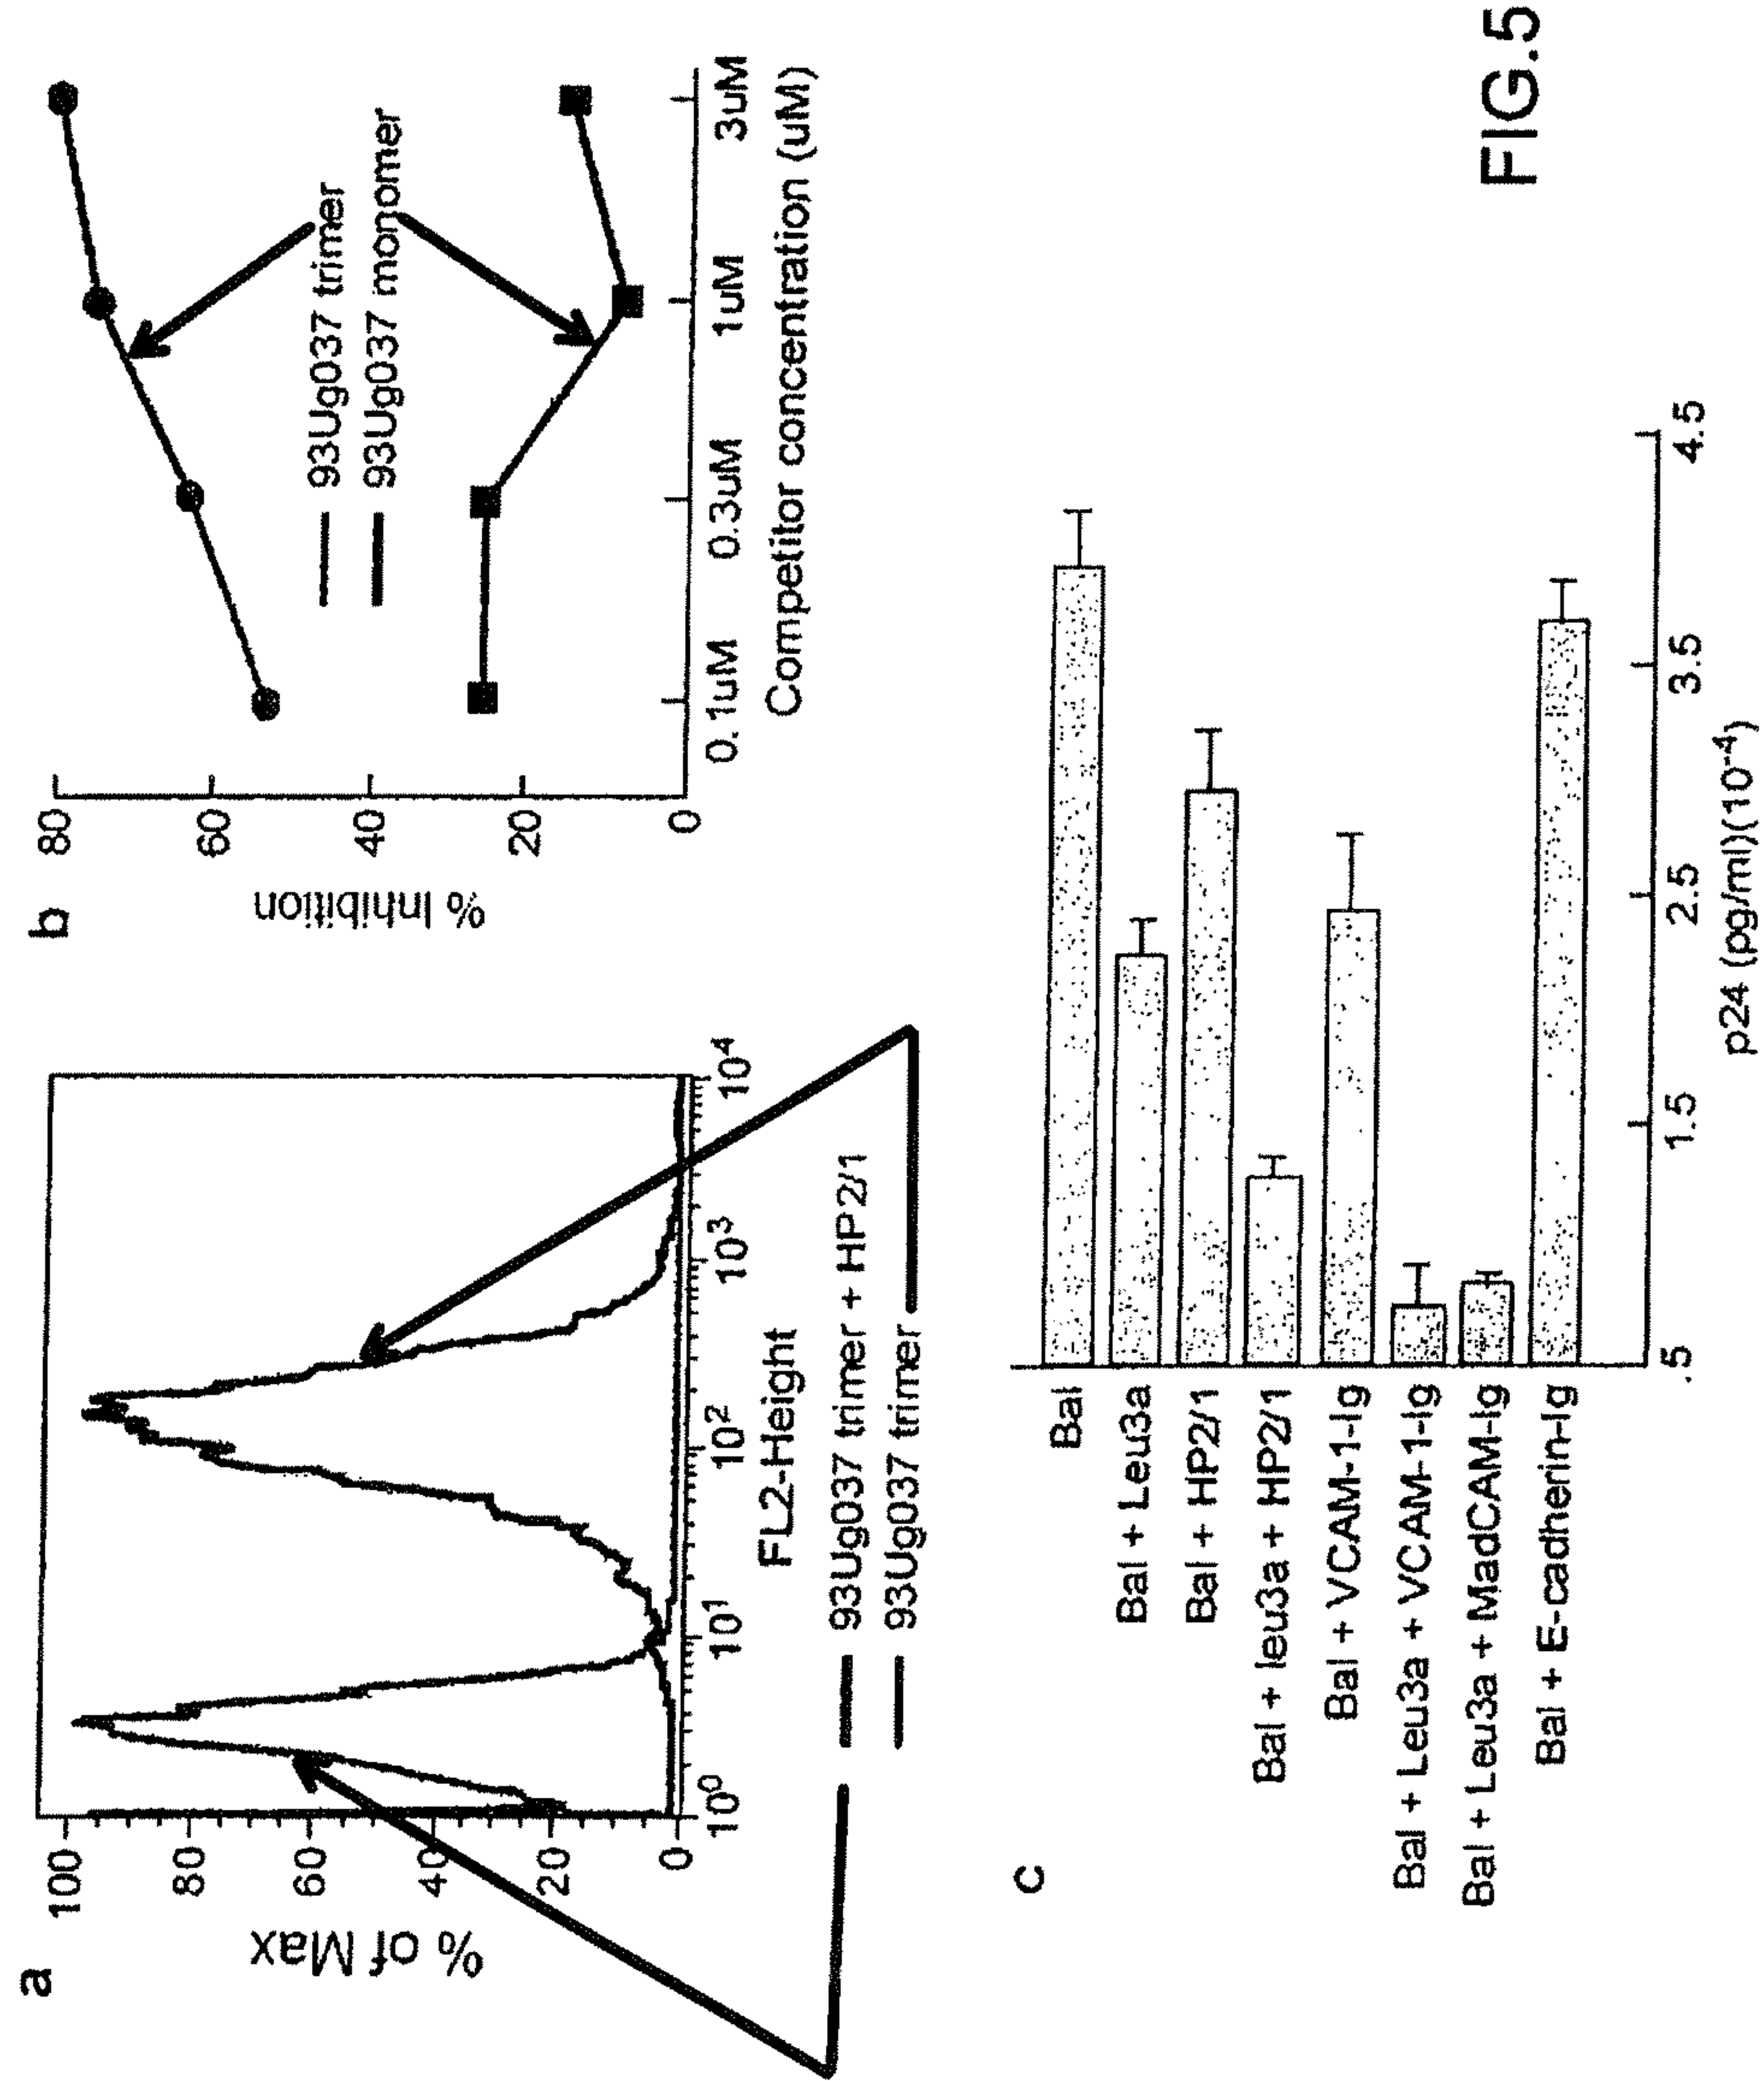 a
% of Max
100
80
60
40
20
0
10⁰
10¹
10²
10³
10⁴
FL2-Height
93Ug037 trimer + HP2/1
93Ug037 trimer
b
% Inhibition
80
60
40
20
0
93Ug037 trimer
93Ug037 monomer
0.1uM
0.3uM
1uM
3uM
Competitor concentration (uM)
c
Bal
Bal + Leu3a
Bal + HP2/1
Bal + leu3a + HP2/1
Bal + VCAM-1-Ig
Bal + Leu3a + VCAM-1-Ig
Bal + Leu3a + MadCAM-Ig
Bal + E-cadherin-Ig
.5
1.5
2.5
3.5
4.5
p24 (pg/ml)(10⁻⁴)
FIG.5